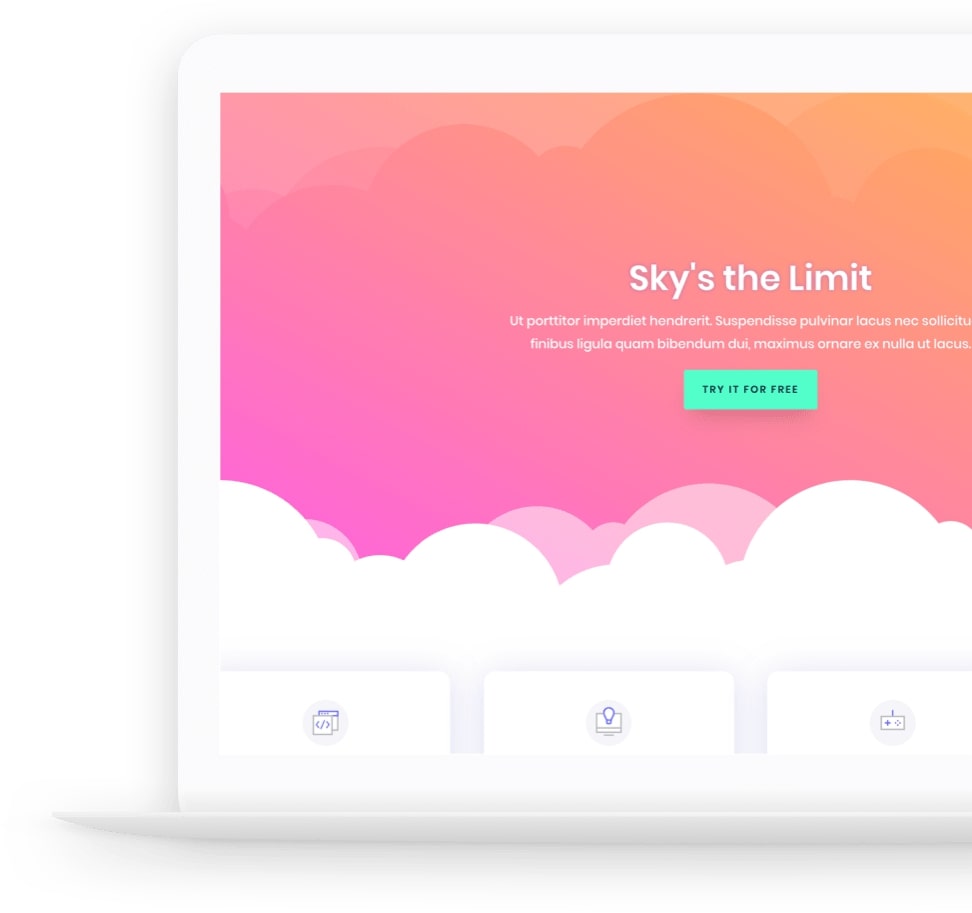 Sky's the Limit
Ut porttitor imperdiet hendrerit. Suspendisse pulvinar lacus nec sollicitu
finibus ligula quam bibendum dui, maximus ornare ex nulla ut lacus.
TRY IT FOR FREE